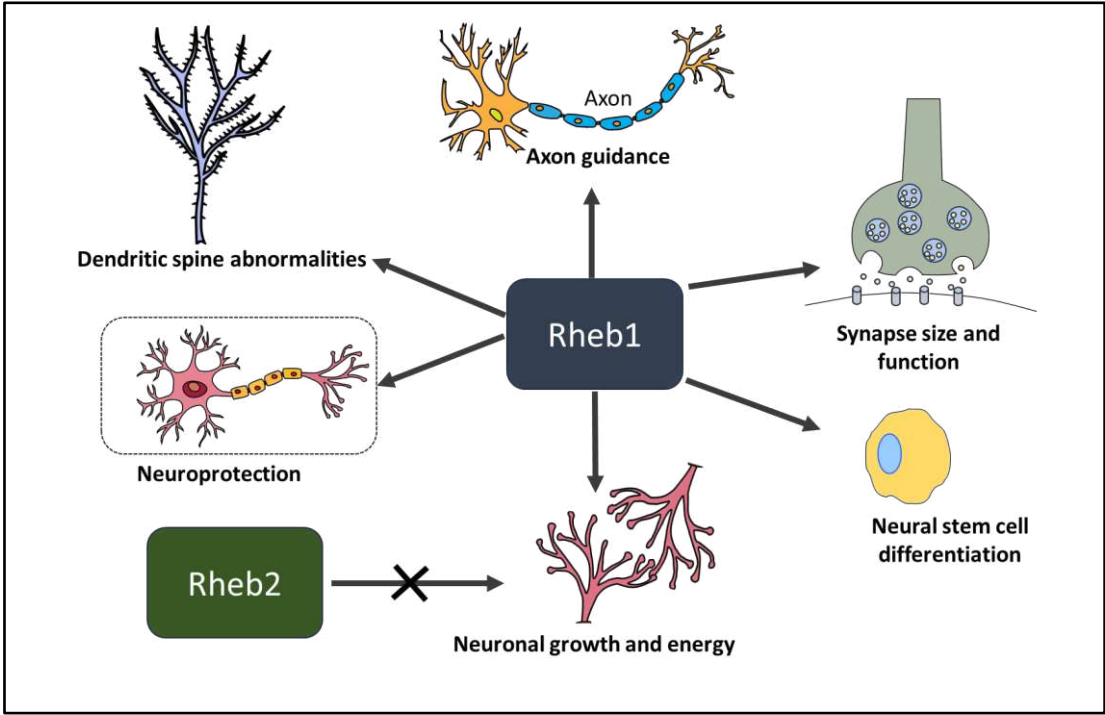 Axon
Axon guidance
Dendritic spine abnormalities
Rheb1
Synapse size and
function
Neuroprotection
Neural stem cell
differentiation
Rheb2
Neuronal growth and energy